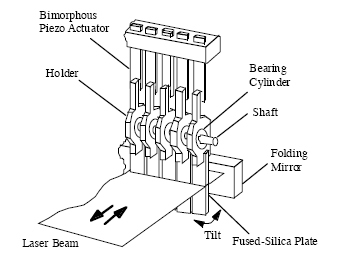 Bimorphous
Piezo Actuator
Holder
Bearing
Cylinder
Shaft
Folding
Mirror
Tilt
Laser Beam
Fused-Silica Plate